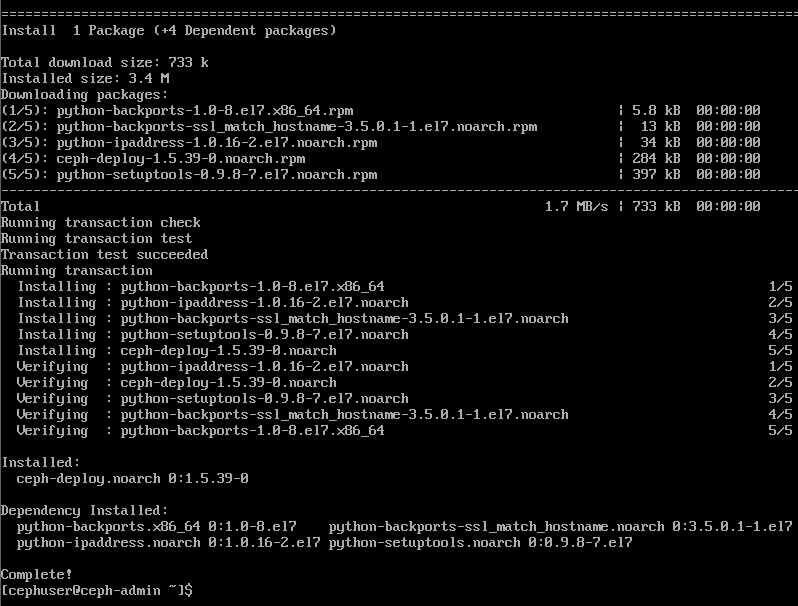 ================================================================================
Install  1 Package (+4 Dependent packages)
Total download size: 733 k
Installed size: 3.4 M
Downloading packages:
(1/5): python-backports-1.0-8.el7.x86_64.rpm | 5.8 kB 00:00:00
(2/5): python-backports-ssl_match_hostname-3.5.0.1-1.el7.noarch.rpm | 13 kB 00:00:00
(3/5): python-ipaddress-1.0.16-2.el7.noarch.rpm | 34 kB 00:00:00
(4/5): ceph-deploy-1.5.39-0.noarch.rpm | 284 kB 00:00:00
(5/5): python-setuptools-0.9.8-7.el7.noarch.rpm | 397 kB 00:00:00
--------------------------------------------------------------------------------
Total 1.7 MB/s | 733 kB 00:00:00
Running transaction check
Running transaction test
Transaction test succeeded
Running transaction
Installing : python-backports-1.0-8.el7.x86_64 1/5
Installing : python-ipaddress-1.0.16-2.el7.noarch 2/5
Installing : python-backports-ssl_match_hostname-3.5.0.1-1.el7.noarch 3/5
Installing : python-setuptools-0.9.8-7.el7.noarch 4/5
Installing : ceph-deploy-1.5.39-0.noarch 5/5
Verifying : python-ipaddress-1.0.16-2.el7.noarch 1/5
Verifying : ceph-deploy-1.5.39-0.noarch 2/5
Verifying : python-setuptools-0.9.8-7.el7.noarch 3/5
Verifying : python-backports-ssl_match_hostname-3.5.0.1-1.el7.noarch 4/5
Verifying : python-backports-1.0-8.el7.x86_64 5/5
Installed:
ceph-deploy.noarch 0:1.5.39-0
Dependency Installed:
python-backports.x86_64 0:1.0-8.el7 python-backports-ssl_match_hostname.noarch 0:3.5.0.1-1.el7
python-ipaddress.noarch 0:1.0.16-2.el7 python-setuptools.noarch 0:0.9.8-7.el7
Complete!
[cephuser@ceph-admin ~]$